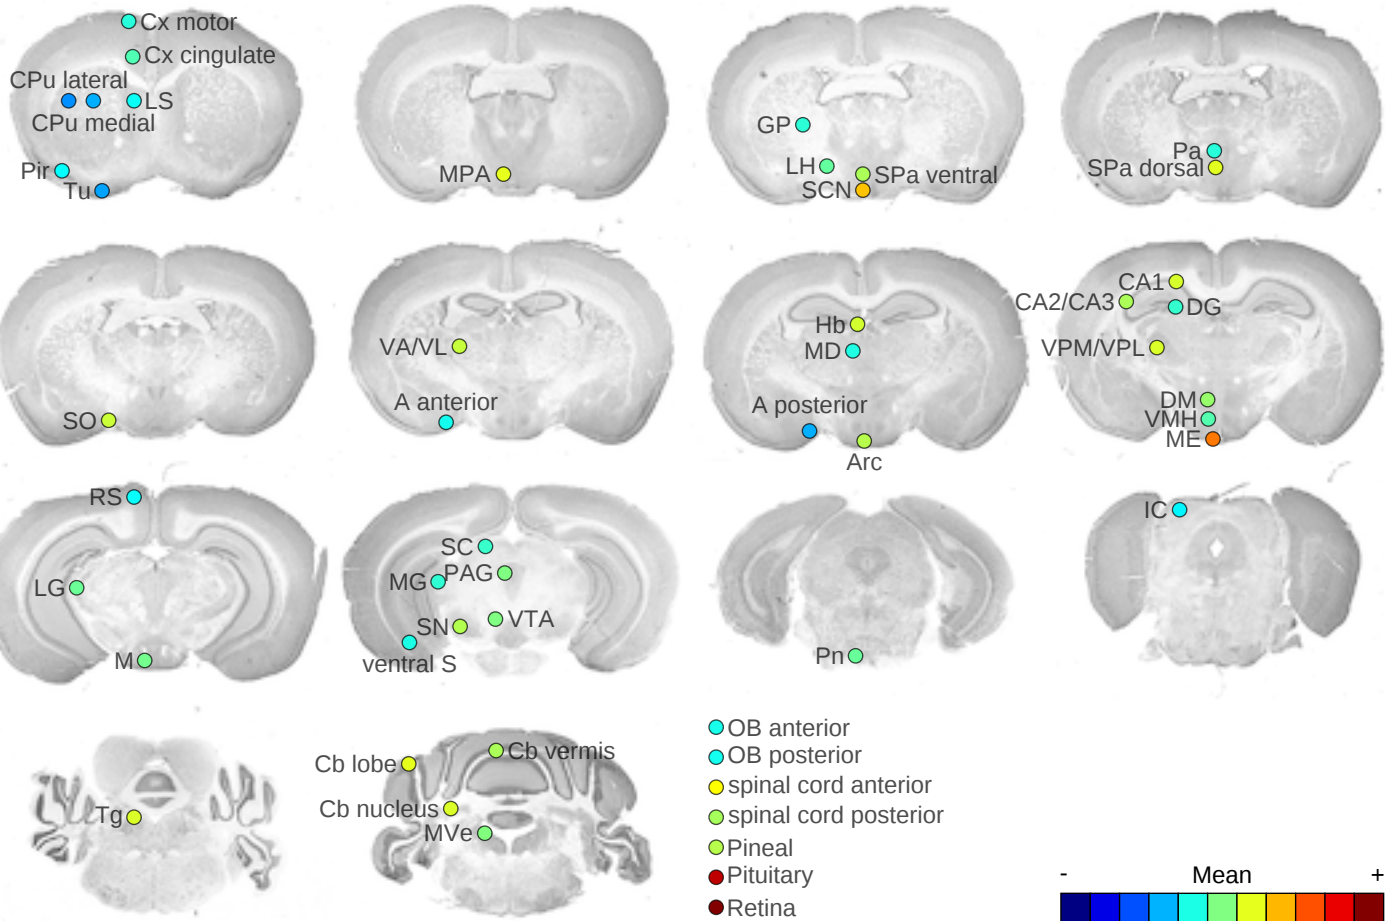 Cx motor
Cx cingulate
CPu lateral
LS
CPu medial
Pir
Tu
MPA
GP
LH
SPa ventral
SCN
Pa
SPa dorsal
SO
VA/VL
A anterior
Hb
MD
A posterior
Arc
CA1
CA2/CA3
DG
VPM/VPL
DM
VMH
ME
RS
LG
M
SC
MG
PAG
SN
VTA
ventral S
Pn
IC
Tg
Cb lobe
Cb vermis
Cb nucleus
MVe
OB anterior
OB posterior
spinal cord anterior
spinal cord posterior
Pineal
Pituitary
Retina
- Mean +